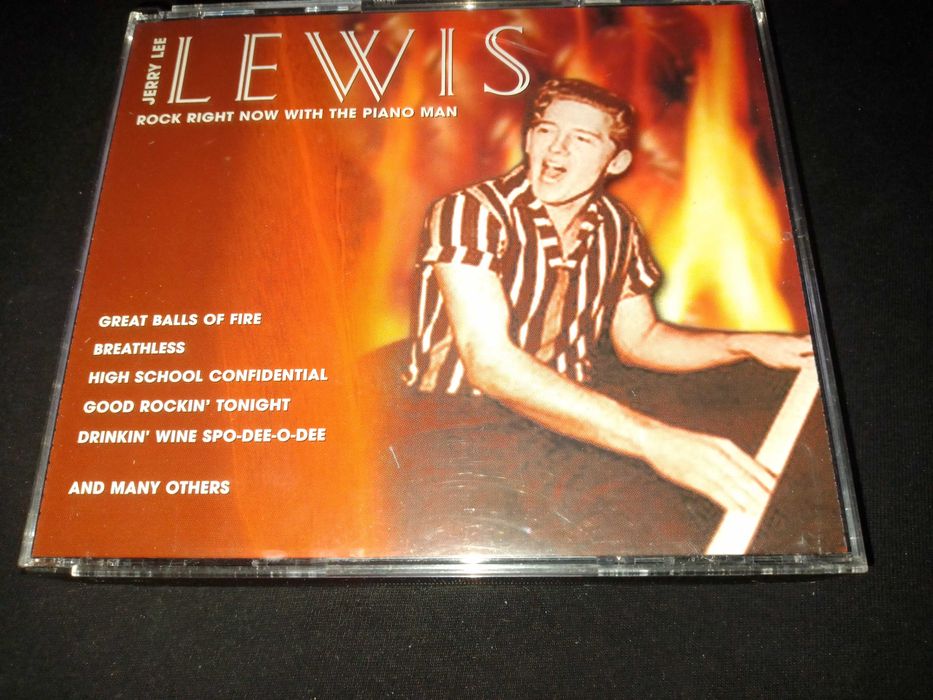 JERRY LEE
LEWIS
ROCK RIGHT NOW WITH THE PIANO MAN
GREAT BALLS OF FIRE
BREATHLESS
HIGH SCHOOL CONFIDENTIAL
GOOD ROCKIN' TONIGHT
DRINKIN' WINE SPO-DEE-O-DEE
AND MANY OTHERS